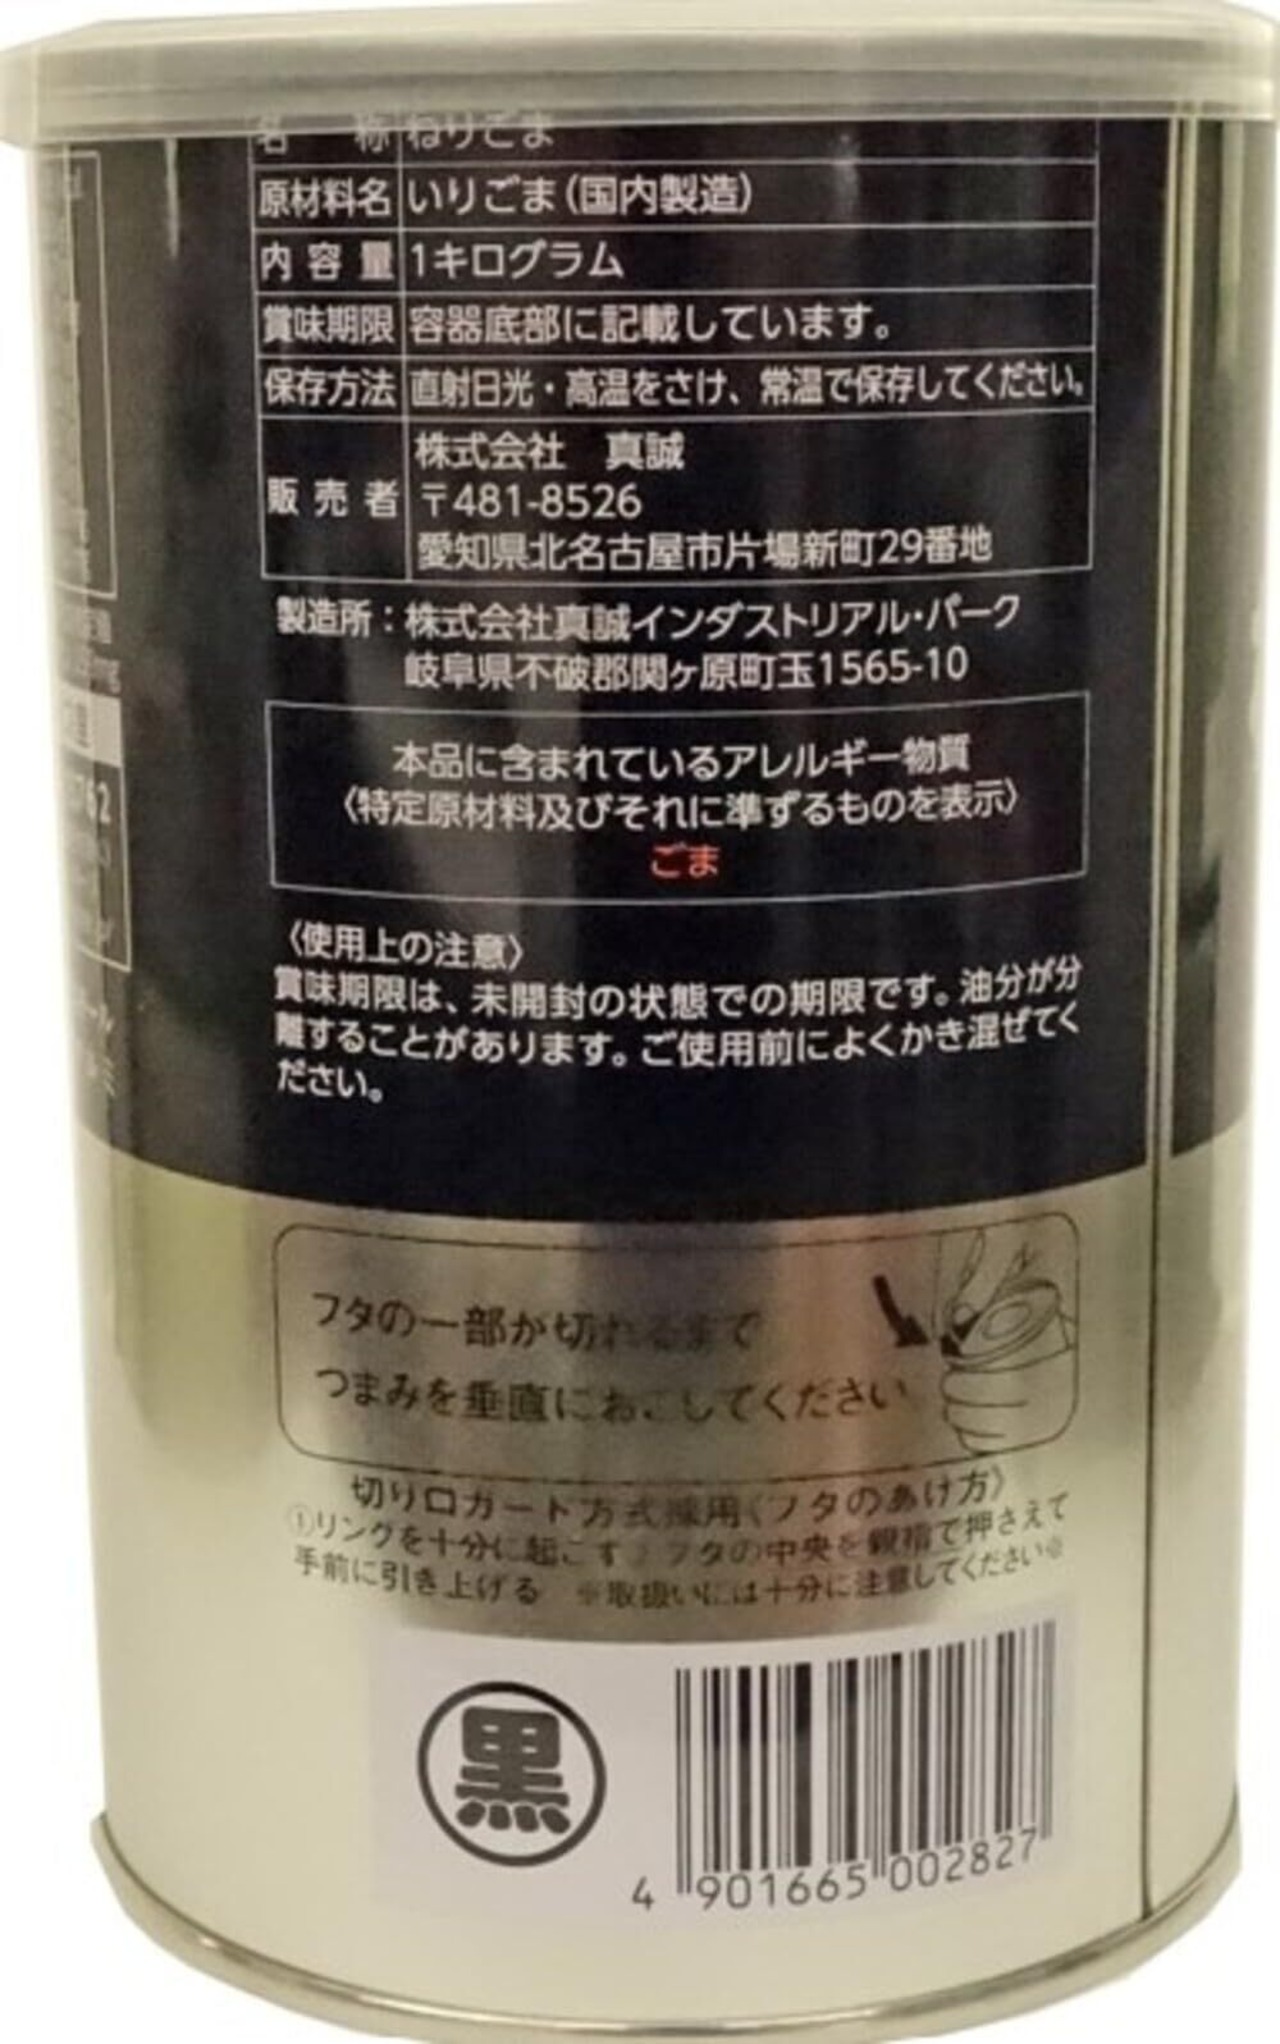 名称 ねりごま
原材料名 いりごま(国内製造)
内容量 1キログラム
賞味期限 容器底部に記載しています。
保存方法 直射日光・高温をさけ、常温で保存してください。
販売者 株式会社 真誠
〒481-8526
愛知県北名古屋市片場新町29番地
製造所:株式会社真誠インダストリアル・パーク
岐阜県不破郡関ヶ原町玉1565-10
本品に含まれているアレルギー物質
〈特定原材料及びそれに準ずるものを表示〉
ごま
〈使用上の注意〉
賞味期限は、未開封の状態での期限です。油分が分
離することがあります。ご使用前によくかき混ぜてく
ださい。
フタの一部が切れるまで
つまみを垂直におこしてください
切り口ガード方式採用〈フタのあけ方〉
①リングを十分に起こす ②フタの中央を親指で押さえて
手前に引き上げる ※取扱いには十分に注意してください※
黒
4 901665 002827